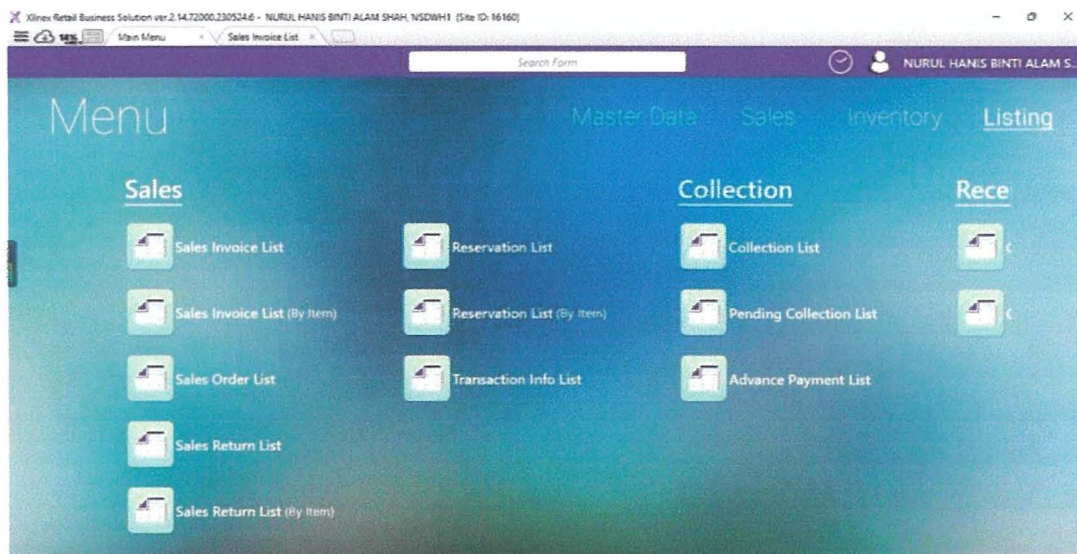 Xilnex Retail Business Solution ver.2.14.72000.230524.6 - NURUL HANIS BINTI ALAM SHAH, NSDWH1 (Site ID: 16160)
Main Menu
Sales Invoice List
Search Form
NURUL HANIS BINTI ALAM S...
Menu
Master Data
Sales
Inventory
Listing
Sales
Collection
Rece
Sales Invoice List
Reservation List
Collection List
Sales Invoice List (By Item)
Reservation List (By Item)
Pending Collection List
Sales Order List
Transaction Info List
Advance Payment List
Sales Return List
Sales Return List (By Item)